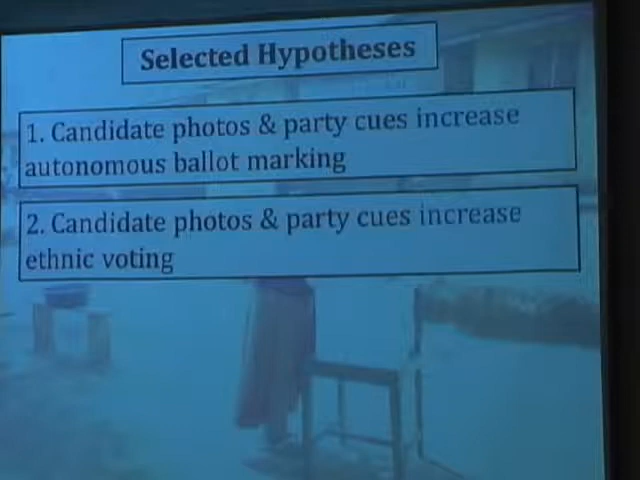 Selected Hypotheses
1. Candidate photos & party cues increase
autonomous ballot marking
2. Candidate photos & party cues increase
ethnic voting